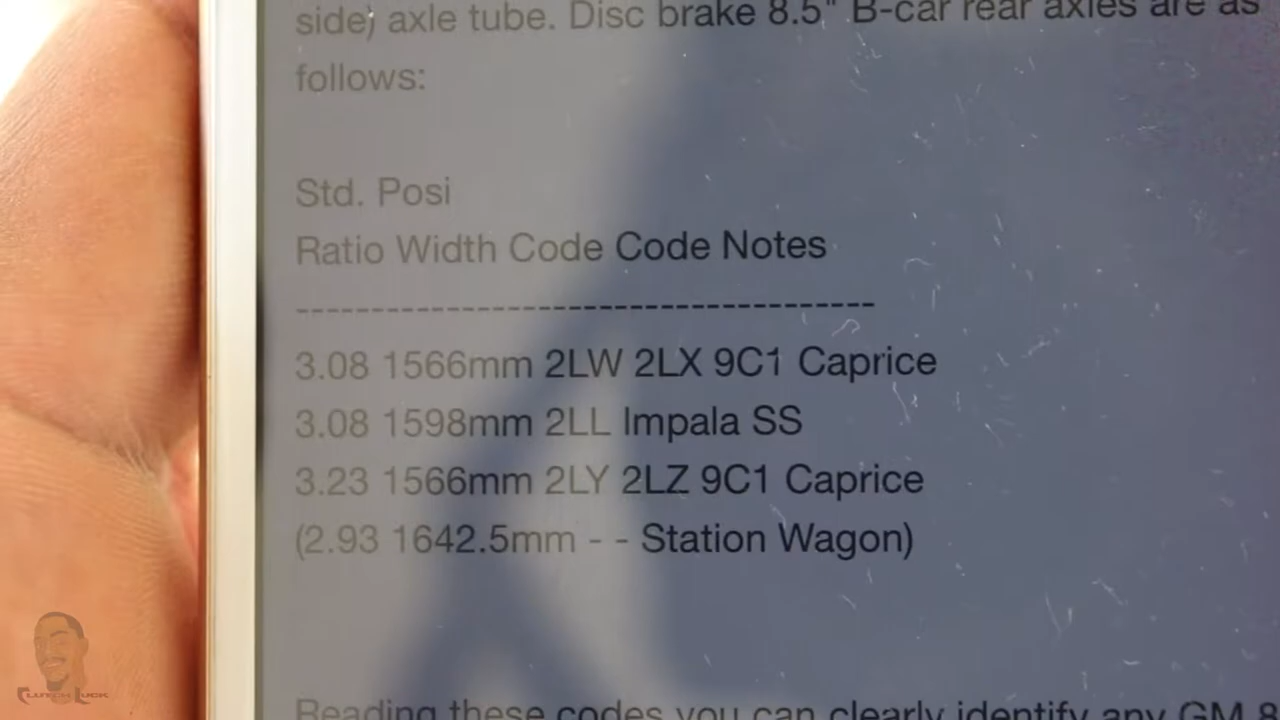 side) axle tube. Disc brake 8.5" B-car rear axles are as
follows:
Std. Posi
Ratio Width Code Code Notes
----------------------------------------------
3.08 1566mm 2LW 2LX 9C1 Caprice
3.08 1598mm 2LL Impala SS
3.23 1566mm 2LY 2LZ 9C1 Caprice
(2.93 1642.5mm - - Station Wagon)
Reading these codes you can clearly identify any GM 8
Clutch Luck